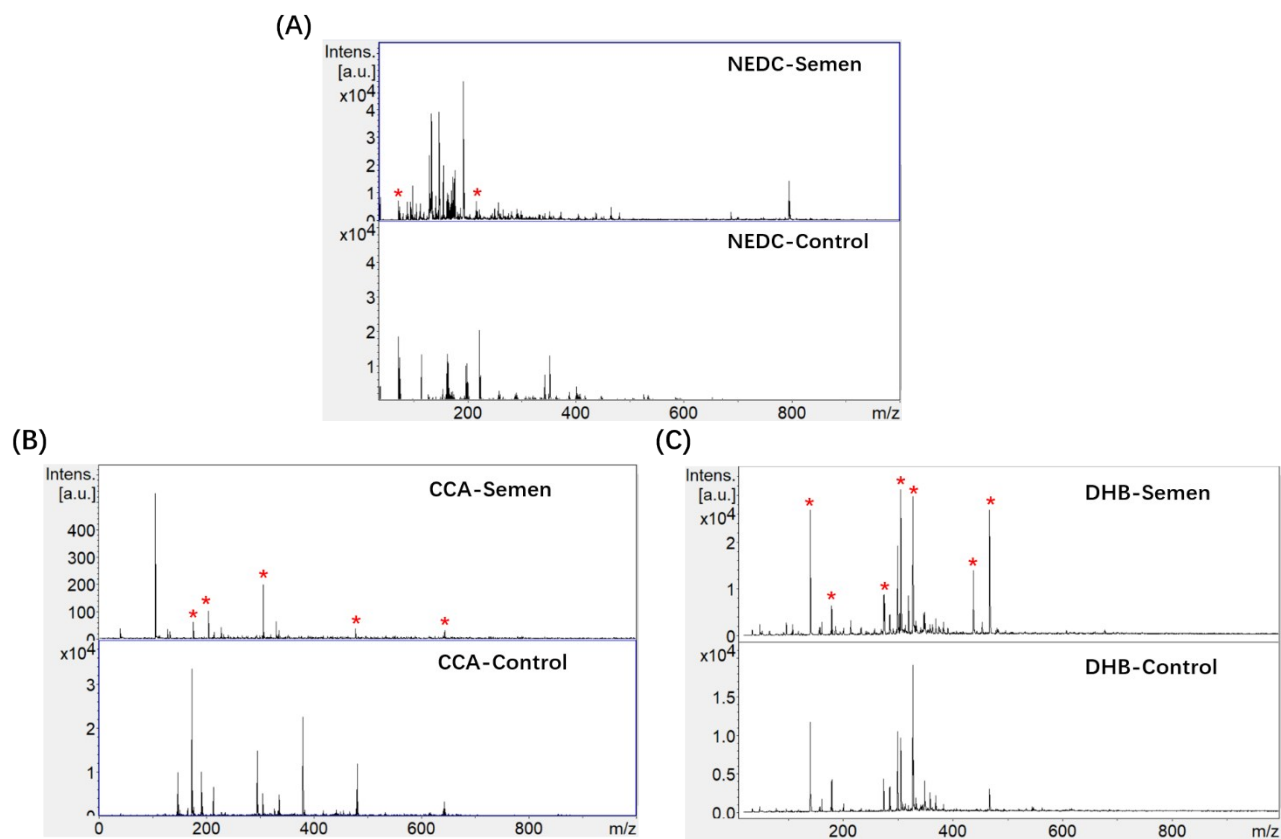 (A)
Intens.
[a.u.]
x10⁴
NEDC-Semen
4
3
2
1
0
* *
x10⁴
NEDC-Control
4
3
2
1
200 400 600 800 m/z
(B)
Intens.
[a.u.]
CCA-Semen
400
300
200
100
0
* * * * *
x10⁴
CCA-Control
3
2
1
0
0 200 400 600 800 m/z
(C)
Intens.
[a.u.]
x10⁴
DHB-Semen
2
1
0
* * * * * * *
x10⁴
DHB-Control
1.5
1.0
0.5
0.0
200 400 600 800 m/z